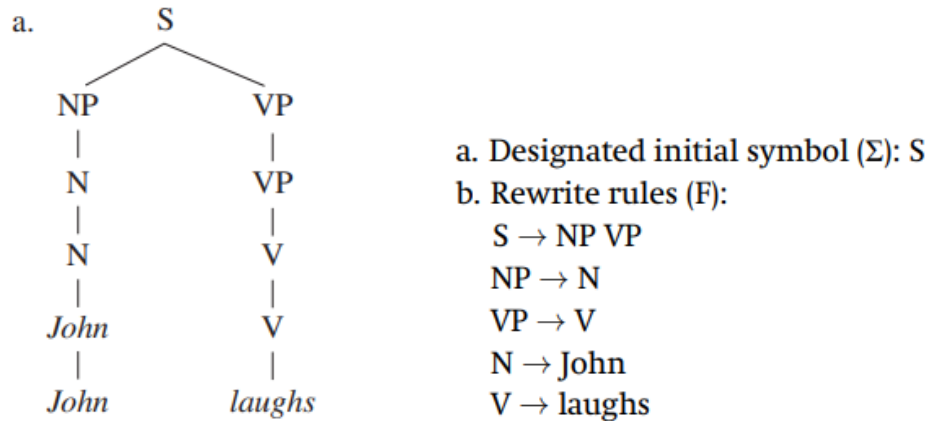 a. S
NP VP
N VP
N V
John V
John laughs
a. Designated initial symbol (Σ): S
b. Rewrite rules (F):
S → NP VP
NP → N
VP → V
N → John
V → laughs